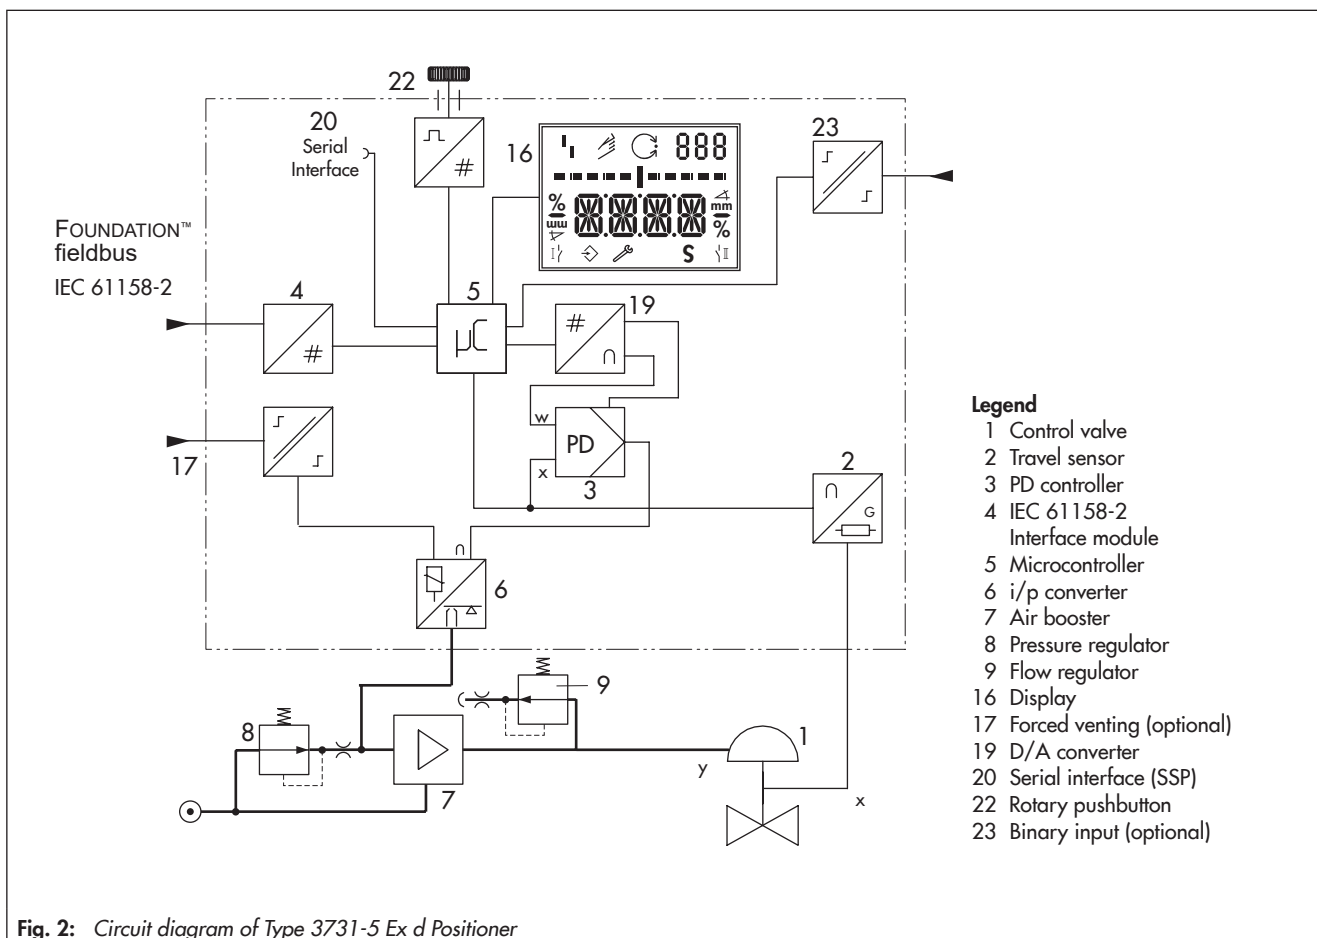 22
20
Serial
Interface
#
16
888
%
mm
%
mm
S
I
II
23
FOUNDATION™
fieldbus
IEC 61158-2
4
#
5
µC
#
19
17
w
PD
x
3
2
G
6
9
8
7
y
1
x
Legend
1 Control valve
2 Travel sensor
3 PD controller
4 IEC 61158-2
Interface module
5 Microcontroller
6 i/p converter
7 Air booster
8 Pressure regulator
9 Flow regulator
16 Display
17 Forced venting (optional)
19 D/A converter
20 Serial interface (SSP)
22 Rotary pushbutton
23 Binary input (optional)
Fig. 2: Circuit diagram of Type 3731-5 Ex d Positioner